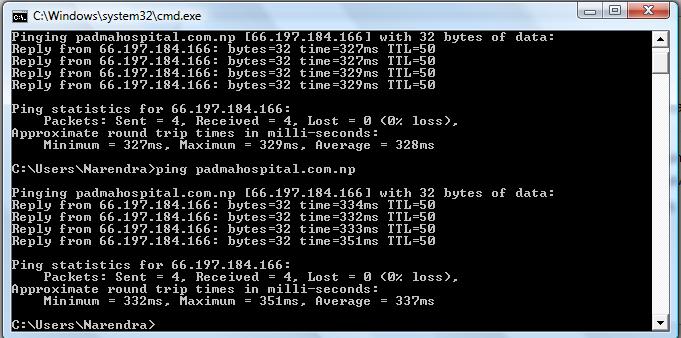 C:\Windows\system32\cmd.exe
Pinging padmahospital.com.np [66.197.184.166] with 32 bytes of data:
Reply from 66.197.184.166: bytes=32 time=327ms TTL=50
Reply from 66.197.184.166: bytes=32 time=327ms TTL=50
Reply from 66.197.184.166: bytes=32 time=329ms TTL=50
Reply from 66.197.184.166: bytes=32 time=329ms TTL=50
Ping statistics for 66.197.184.166:
Packets: Sent = 4, Received = 4, Lost = 0 (0% loss),
Approximate round trip times in milli-seconds:
Minimum = 327ms, Maximum = 329ms, Average = 328ms
C:\Users\Narendra>ping padmahospital.com.np
Pinging padmahospital.com.np [66.197.184.166] with 32 bytes of data:
Reply from 66.197.184.166: bytes=32 time=334ms TTL=50
Reply from 66.197.184.166: bytes=32 time=332ms TTL=50
Reply from 66.197.184.166: bytes=32 time=333ms TTL=50
Reply from 66.197.184.166: bytes=32 time=351ms TTL=50
Ping statistics for 66.197.184.166:
Packets: Sent = 4, Received = 4, Lost = 0 (0% loss),
Approximate round trip times in milli-seconds:
Minimum = 332ms, Maximum = 351ms, Average = 337ms
C:\Users\Narendra>